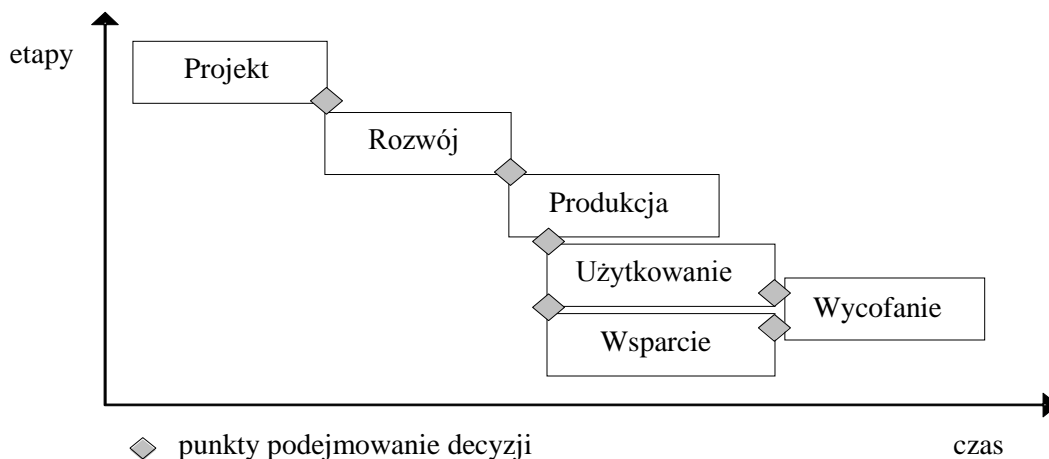 etapy
Projekt
Rozwój
Produkcja
Użytkowanie
Wycofanie
Wsparcie
punkty podejmowanie decyzji
czas